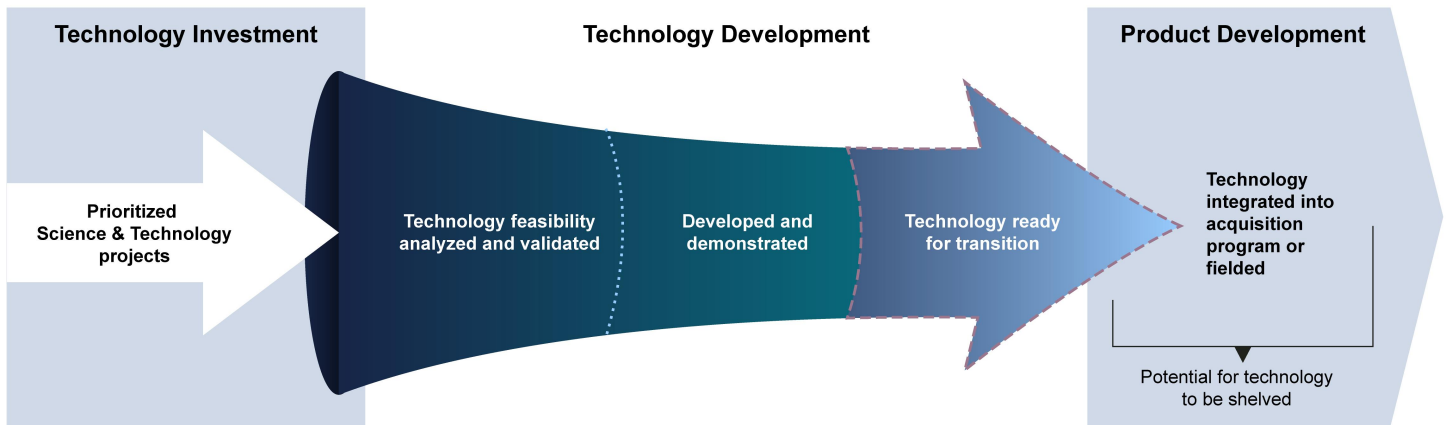 Technology Investment
Technology Development
Product Development
Prioritized
Science & Technology
projects
Technology feasibility
analyzed and validated
Developed and
demonstrated
Technology ready
for transition
Technology
integrated into
acquisition
program or
fielded
Potential for technology
to be shelved